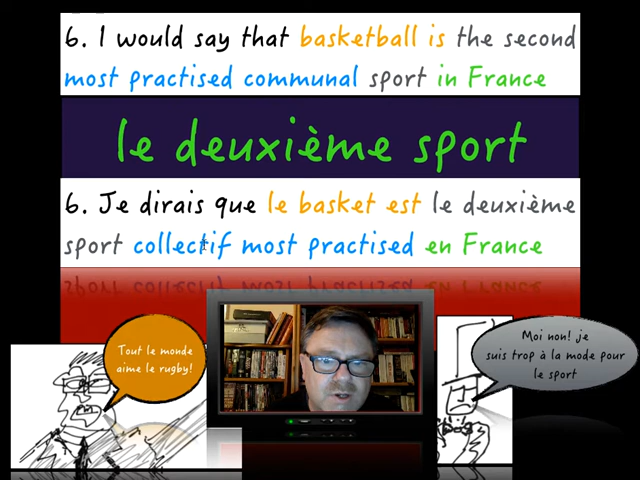 6. I would say that basketball is the second
most practised communal sport in France
le deuxième sport
6. Je dirais que le basket est le deuxième
sport collectif most practised en France
Tout le monde
aime le rugby!
Moi non! je
suis trop à la mode pour
le sport